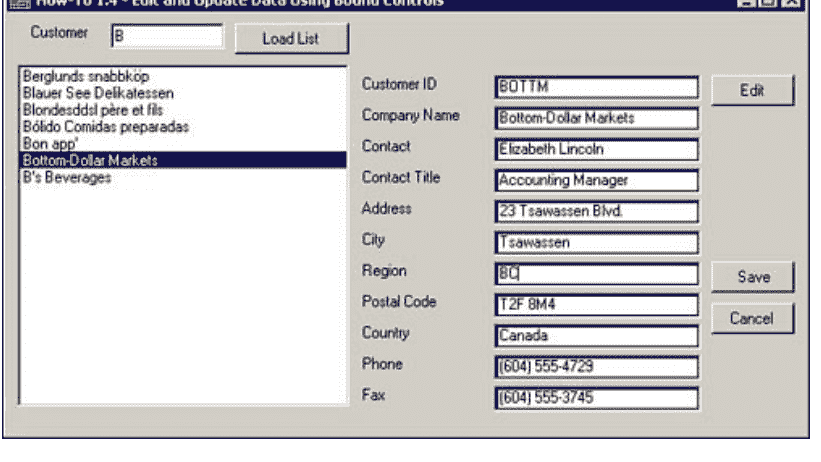 How-To 1.4 - Edit and Update Data Using Bound Controls
Customer B Load List
Berglunds snabbköp
Blauer See Delikatessen
Blondesddsl père et fils
Bólido Comidas preparadas
Bon app'
Bottom-Dollar Markets
B's Beverages
Customer ID BOTTM Edit
Company Name Bottom-Dollar Markets
Contact Elizabeth Lincoln
Contact Title Accounting Manager
Address 23 Tsawassen Blvd.
City Tsawassen
Region BC Save
Postal Code T2F 8M4
Cancel
Country Canada
Phone (604) 555-4729
Fax (604) 555-3745